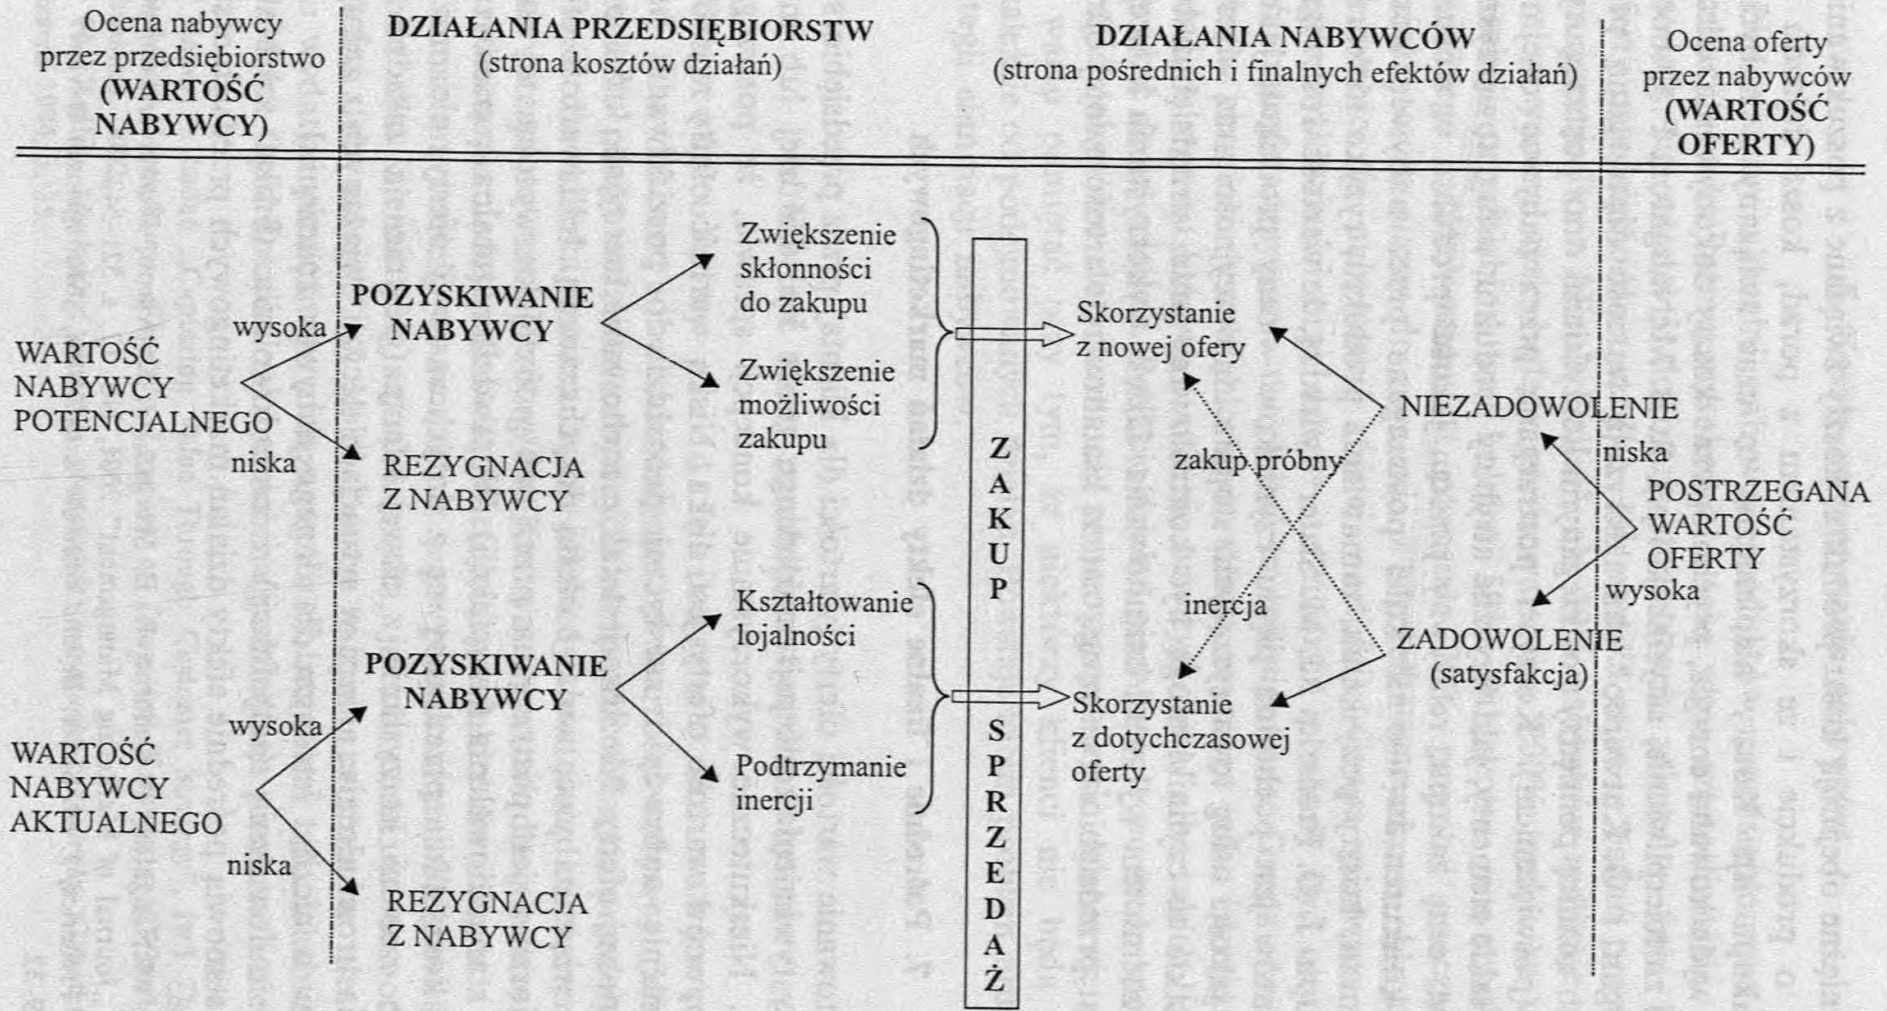 Ocena nabywcy
przez przedsiębiorstwo
(WARTOŚĆ
NABYWCY)
DZIAŁANIA PRZEDSIĘBIORSTW
(strona kosztów działań)
DZIAŁANIA NABYWCÓW
(strona pośrednich i finalnych efektów działań)
Ocena oferty
przez nabywców
(WARTOŚĆ
OFERTY)
WARTOŚĆ
NABYWCY
POTENCJALNEGO
wysoka
niska
POZYSKIWANIE
NABYWCY
REZYGNACJA
Z NABYWCY
Zwiększenie
skłonności
do zakupu
Zwiększenie
możliwości
zakupu
WARTOŚĆ
NABYWCY
AKTUALNEGO
wysoka
niska
POZYSKIWANIE
NABYWCY
REZYGNACJA
Z NABYWCY
Kształtowanie
lojalności
Podtrzymanie
inercji
Z
A
K
U
P
S
P
R
Z
E
D
A
Ż
Skorzystanie
z nowej ofery
zakup próbny
inercja
Skorzystanie
z dotychczasowej
oferty
NIEZADOWOLENIE
ZADOWOLENIE
(satysfakcja)
niska
POSTRZEGANA
WARTOŚĆ
OFERTY
wysoka